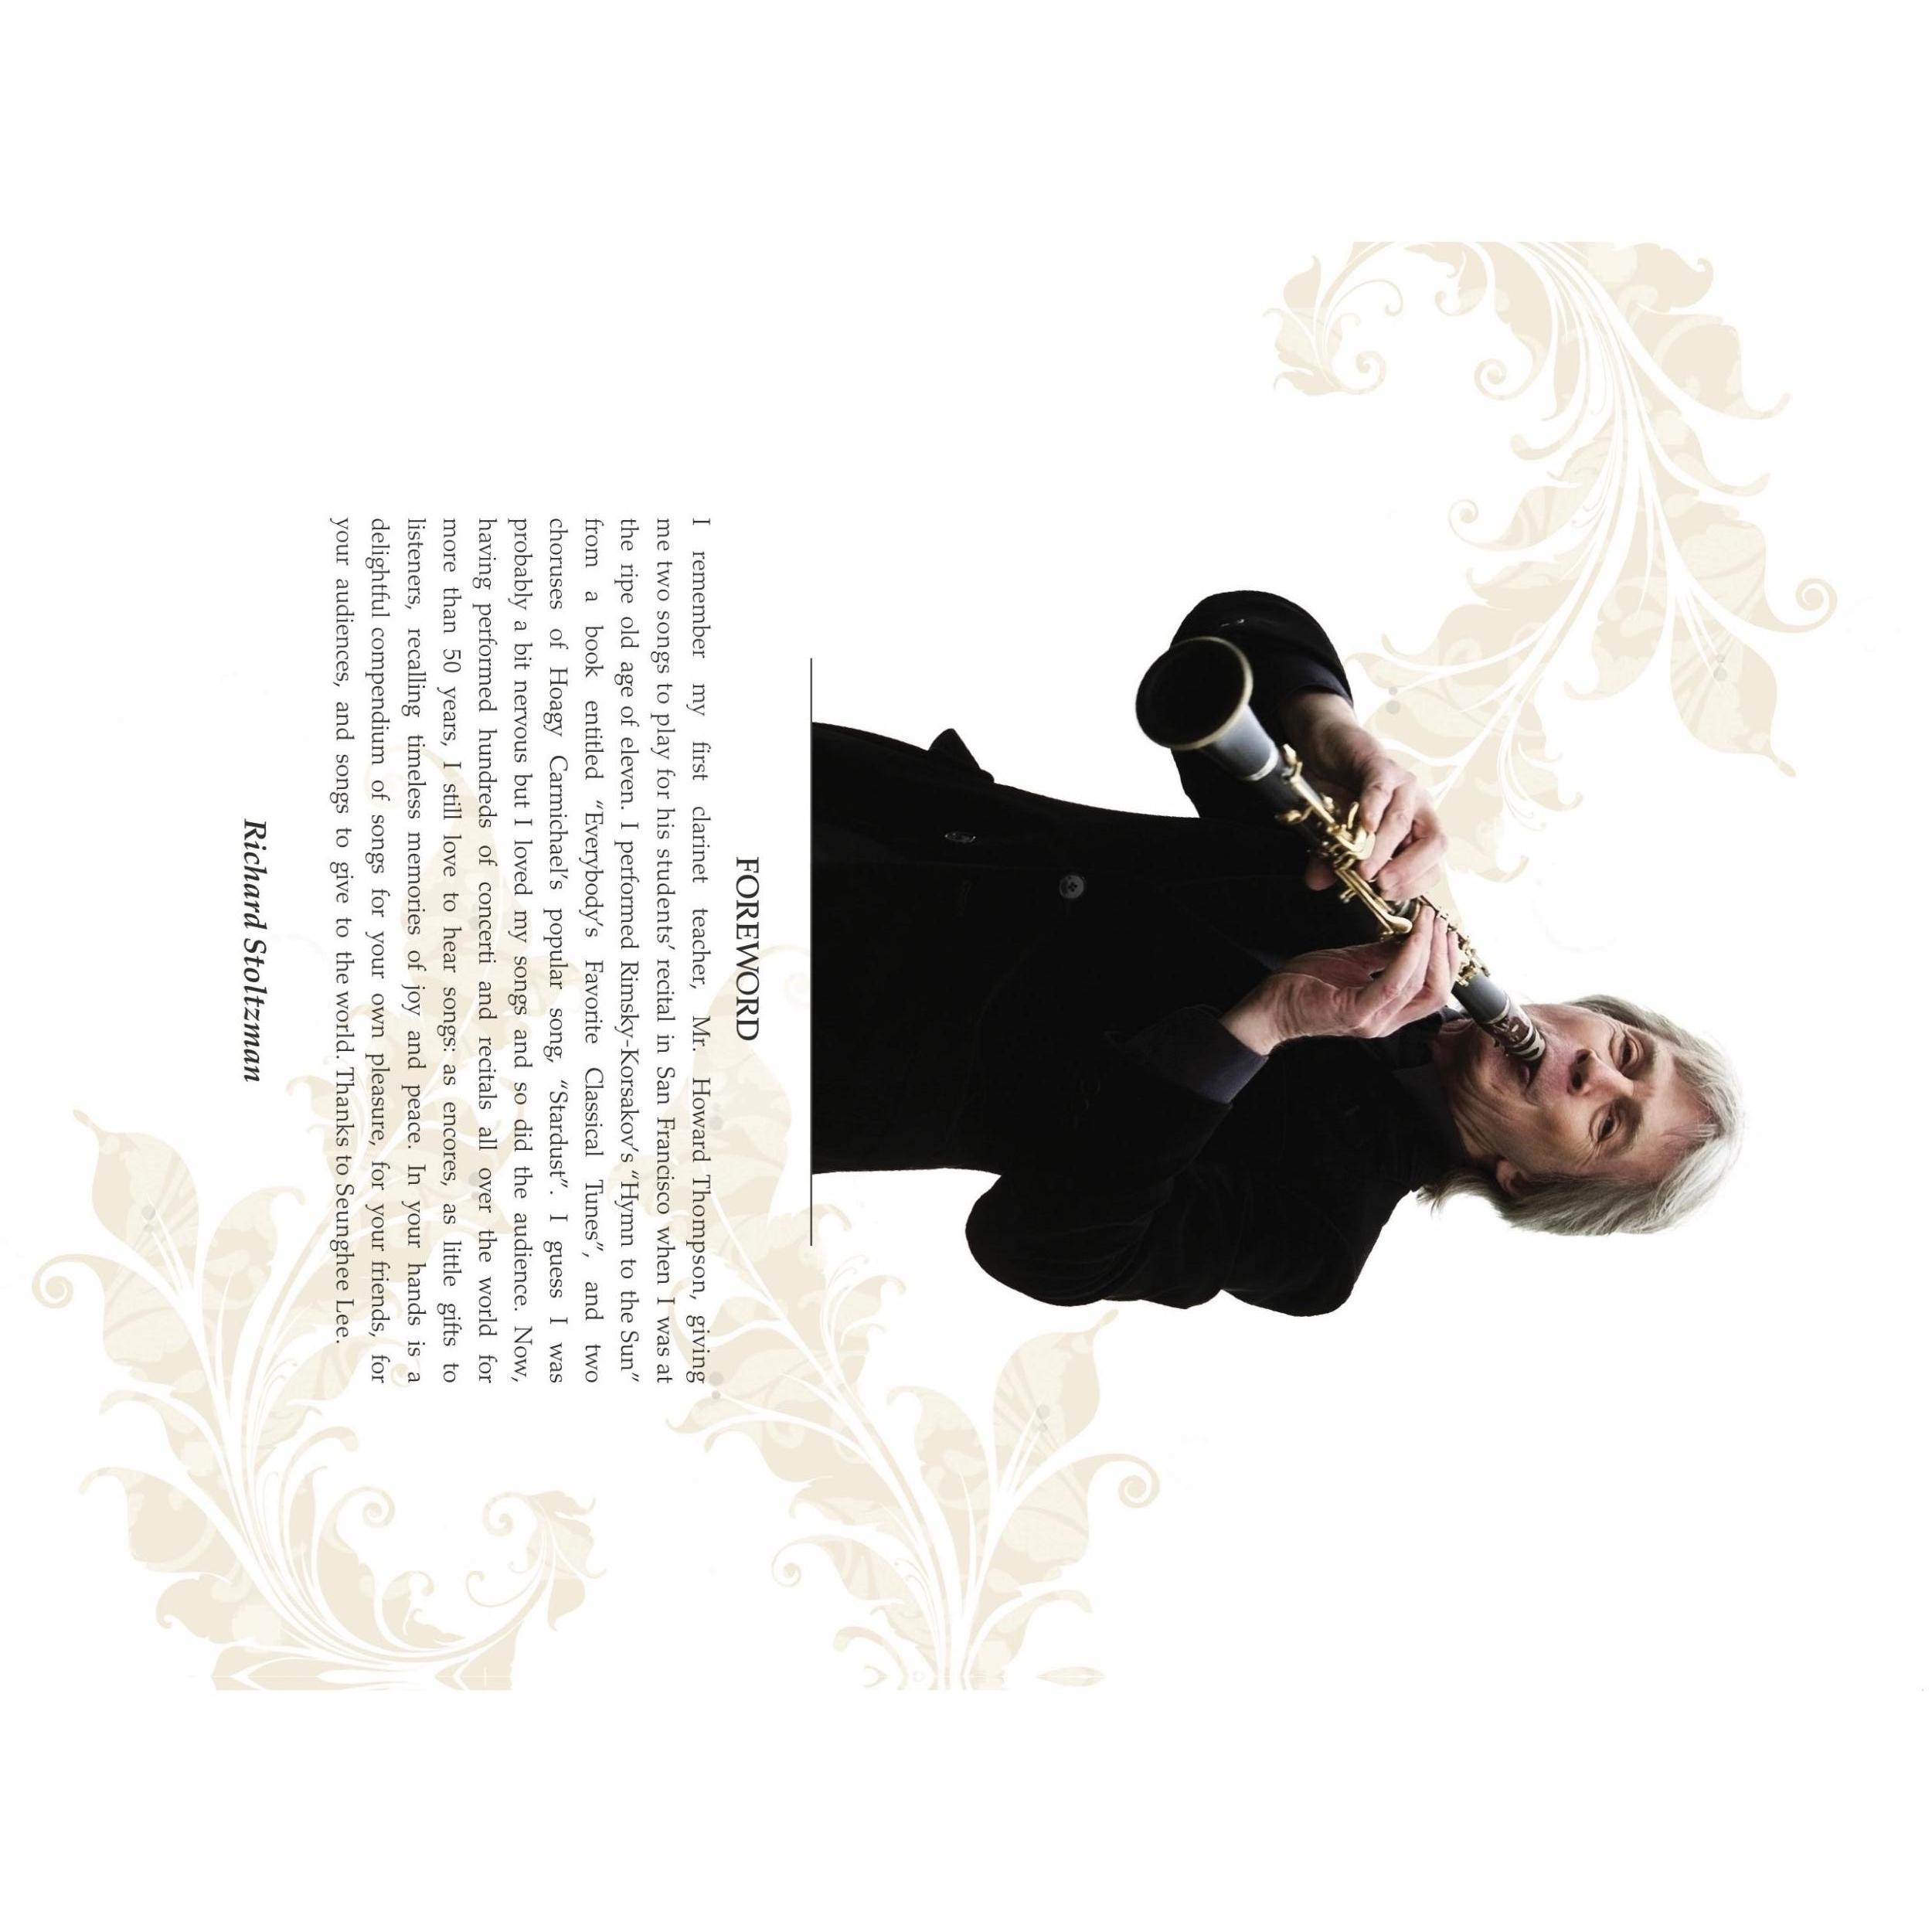 FOREWORD
I remember my first clarinet teacher, Mr. Howard Thompson, giving
me two songs to play for his students' recital in San Francisco when I was at
the ripe old age of eleven. I performed Rimsky-Korsakov's "Hymn to the Sun"
from a book entitled "Everybody's Favorite Classical Tunes", and two
choruses of Hoagy Carmichael's popular song, "Stardust". I guess I was
probably a bit nervous but I loved my songs and so did the audience. Now,
having performed hundreds of concerti and recitals all over the world for
more than 50 years, I still love to hear songs: as encores, as little gifts to
listeners, recalling timeless memories of joy and peace. In your hands is a
delightful compendium of songs for your own pleasure, for your friends, for
your audiences, and songs to give to the world. Thanks to Seunghee Lee.
Richard Stoltzman